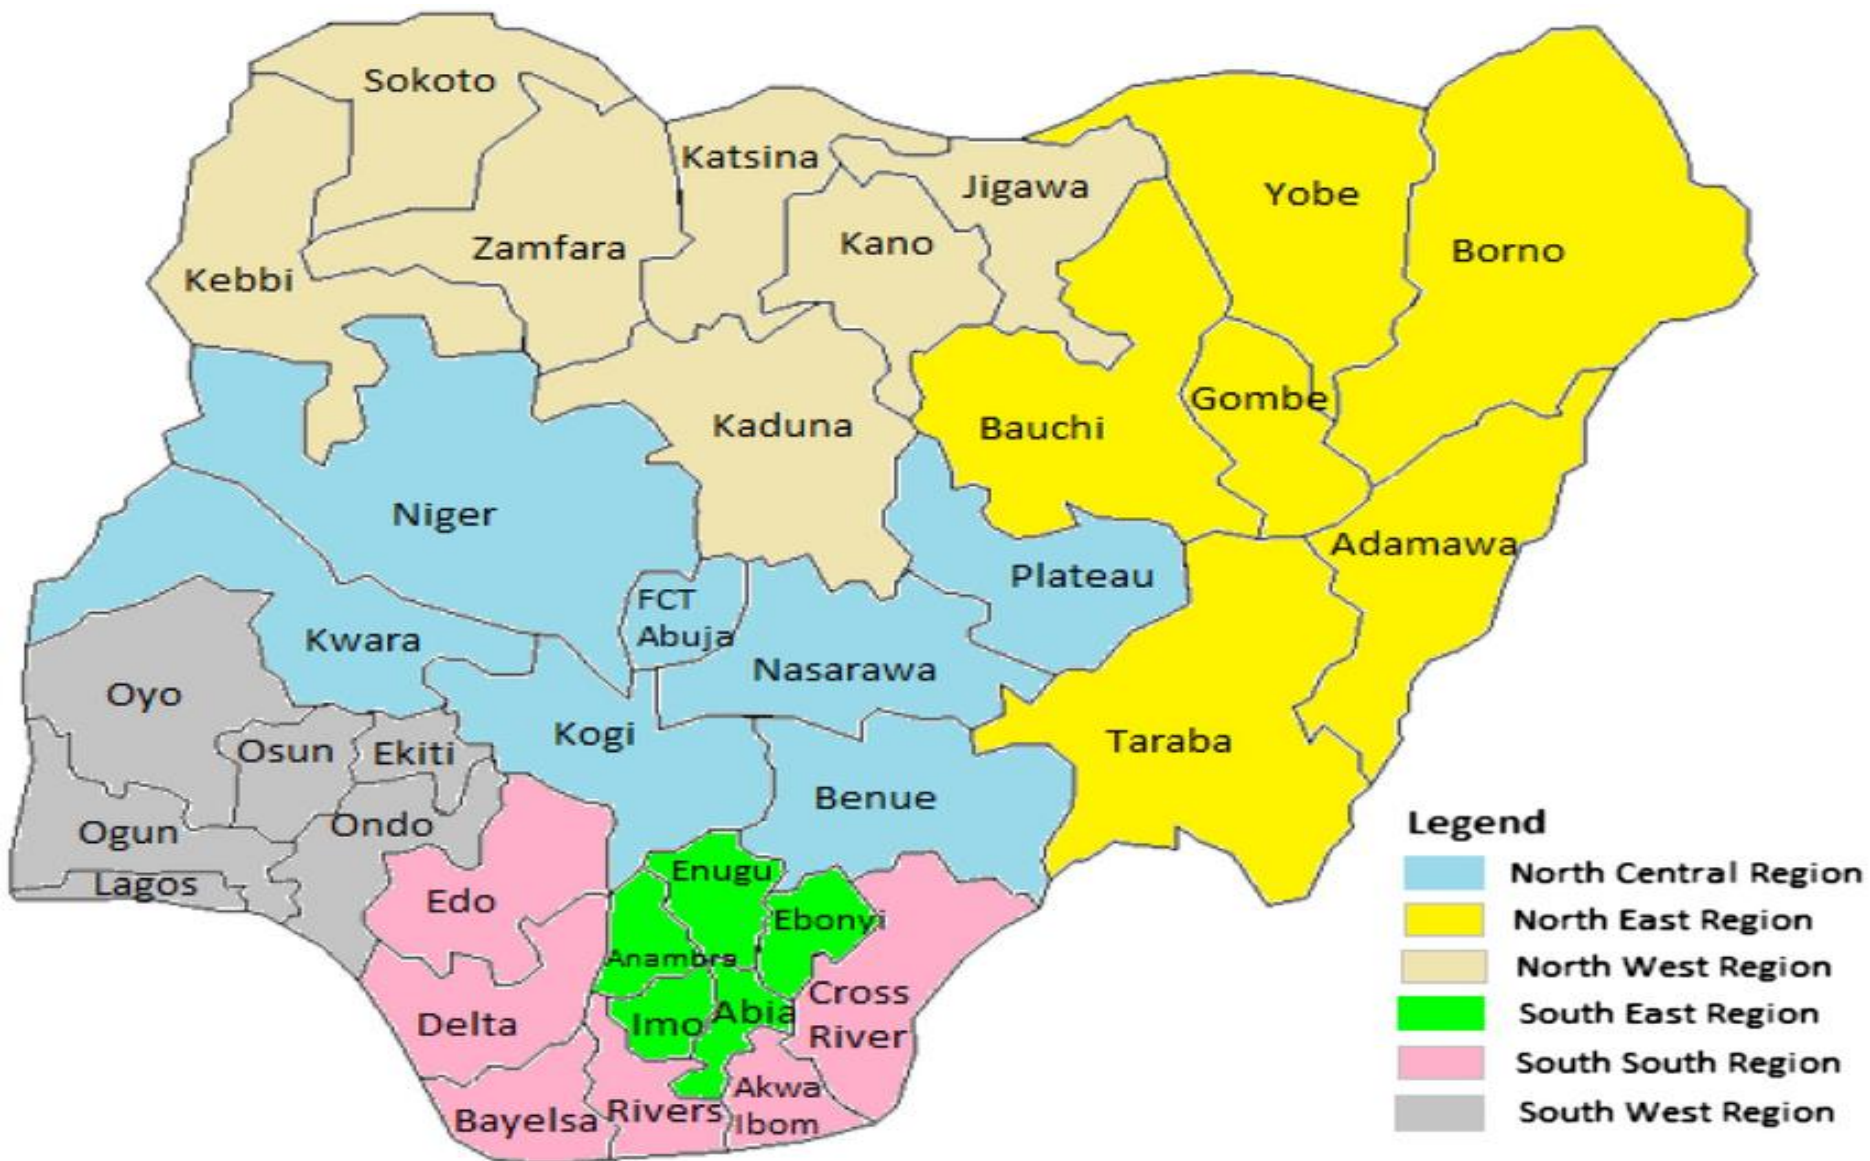 Sokoto
Katsina
Jigawa
Yobe
Kano
Zamfara
Borno
Kebbi
Gombe
Kaduna
Bauchi
Niger
Adamawa
Plateau
FCT
Abuja
Kwara
Nasarawa
Oyo
Kogi
Taraba
Osun
Ekiti
Benue
Ogun
Ondo
Lagos
Enugu
Edo
Ebonyi
Anambra
Cross
River
Delta
Imo
Abia
Akwa
Ibom
Bayelsa
Rivers
Legend
North Central Region
North East Region
North West Region
South East Region
South South Region
South West Region